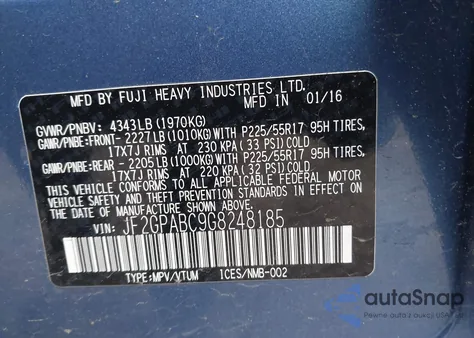 MFD BY FUJI HEAVY INDUSTRIES LTD.
MFD IN 01/16
GVWR/PNBV: 4343LB (1970KG)
GAWR/PNBE:FRONT- 2227LB (1010KG) WITH P225/55R17 95H TIRES,
17X7J RIMS AT 230 KPA (33 PSI) COLD
GAWR/PNBE:REAR - 2205LB (1000KG) WITH P225/55R17 95H TIRES,
17X7J RIMS AT 220 KPA (32 PSI) COLD
THIS VEHICLE CONFORMS TO ALL APPLICABLE FEDERAL MOTOR
VEHICLE SAFETY, BUMPER, AND THEFT PREVENTION STANDARDS
IN EFFECT ON THE DATE OF MANUFACTURE SHOWN ABOVE.
VIN: JF2GPABC9G8248185
TYPE:MPV/VTUM ICES/NMB-002
autoSnap
Pewne auta z USA